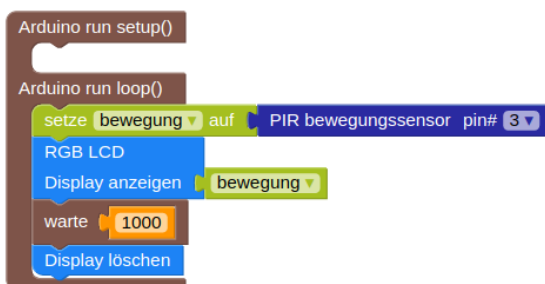 Arduino run setup()
Arduino run loop()
setze bewegung auf PIR bewegungssensor pin# 3
RGB LCD
Display anzeigen bewegung
warte 1000
Display löschen